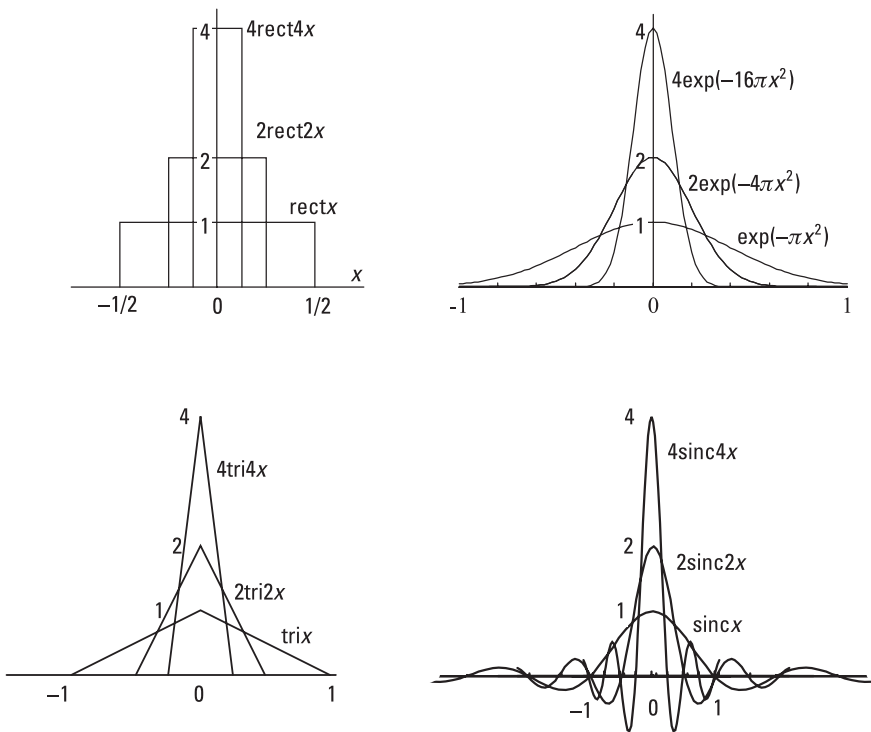 4
4rect4x
2
2rect2x
1
rectx
x
−1/2
0
1/2
4
4exp(−16πx²)
2
2exp(−4πx²)
1
exp(−πx²)
-1
0
1
4
4tri4x
2
2tri2x
1
trix
−1
0
1
4
4sinc4x
2
2sinc2x
1
sincx
−1
0
1